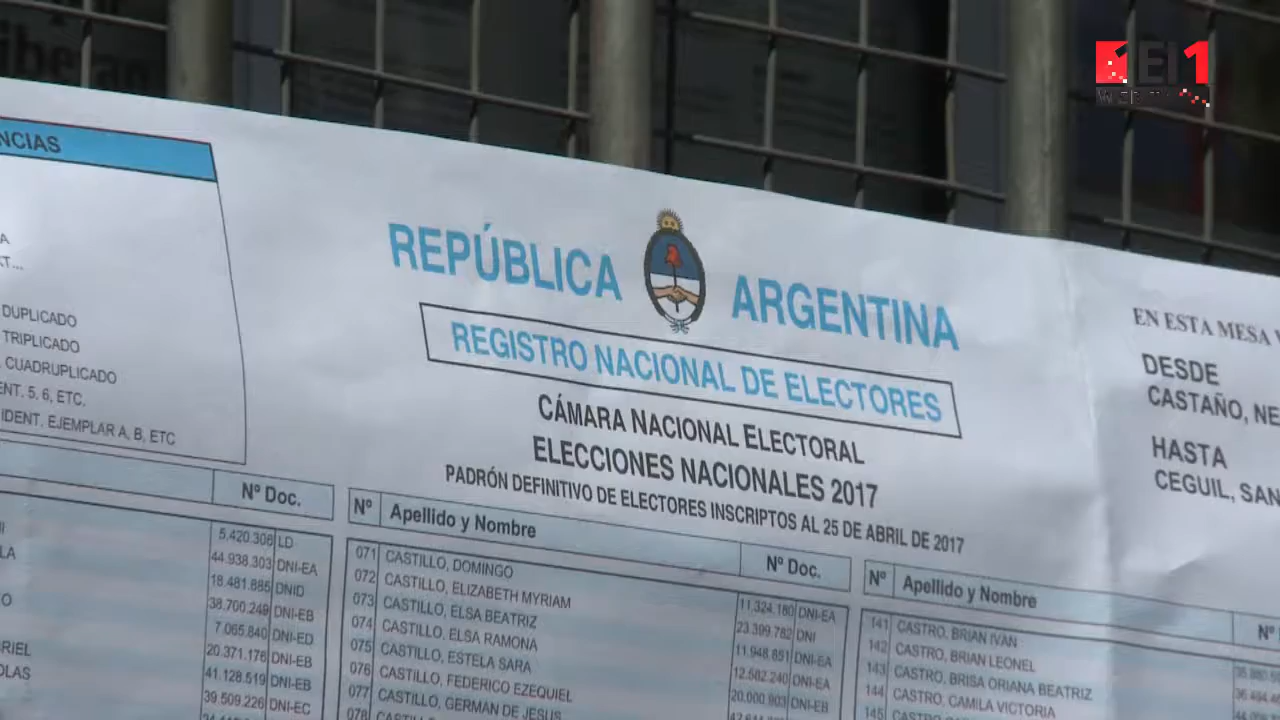 1EI1
WEB TV
NCIAS
DUPLICADO
TRIPLICADO
CUADRUPLICADO
ENT. 5, 6, ETC.
IDENT. EJEMPLAR A, B, ETC
REPÚBLICA ARGENTINA
REGISTRO NACIONAL DE ELECTORES
CÁMARA NACIONAL ELECTORAL
ELECCIONES NACIONALES 2017
PADRÓN DEFINITIVO DE ELECTORES INSCRIPTOS AL 25 DE ABRIL DE 2017
EN ESTA MESA V
DESDE
CASTAÑO, NE
HASTA
CEGUIL, SAN
Nº Doc.
5.420.306 LD
44.938.303 DNI-EA
18.481.885 DNID
38.700.249 DNI-EB
7.065.840 DNI-ED
20.371.176 DNI-EB
41.128.519 DNI-EB
39.509.226 DNI-EC
Nº Apellido y Nombre Nº Doc.
071 CASTILLO, DOMINGO 11.324.180 DNI-EA
072 CASTILLO, ELIZABETH MYRIAM 23.399.782 DNI
073 CASTILLO, ELSA BEATRIZ 11.948.851 DNI-EA
074 CASTILLO, ELSA RAMONA 12.582.240 DNI-EA
075 CASTILLO, ESTELA SARA 20.000.903 DNI-EB
076 CASTILLO, FEDERICO EZEQUIEL
077 CASTILLO, GERMAN DE JESUS
078
Nº Apellido y Nombre Nº
141 CASTRO, BRIAN IVAN
142 CASTRO, BRIAN LEONEL
143 CASTRO, BRISA ORIANA BEATRIZ
144 CASTRO, CAMILA VICTORIA
145